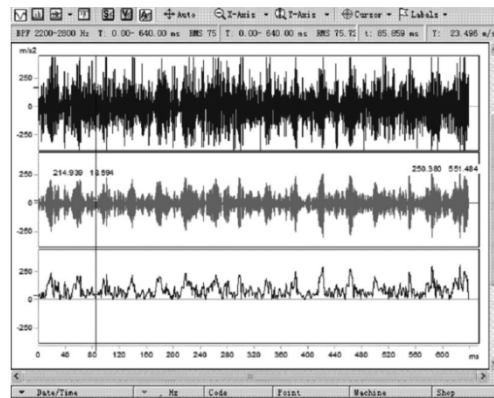 Auto X-Axis Y-Axis Cursor Labels
BPF 2200-2800 Hz T: 0.00- 640.00 ms RMS 75 T: 0.00- 640.00 ms RMS 75.72 t: 85.859 ms Y: 23.496 m/s
m/s2
250
0
-250
250 214.939 250.380 551.484
0
-250
250
0
-250
0 40 80 120 160 200 240 280 320 360 400 440 480 520 560 600 ms
Date/Time Hz Code Point Machine Shop